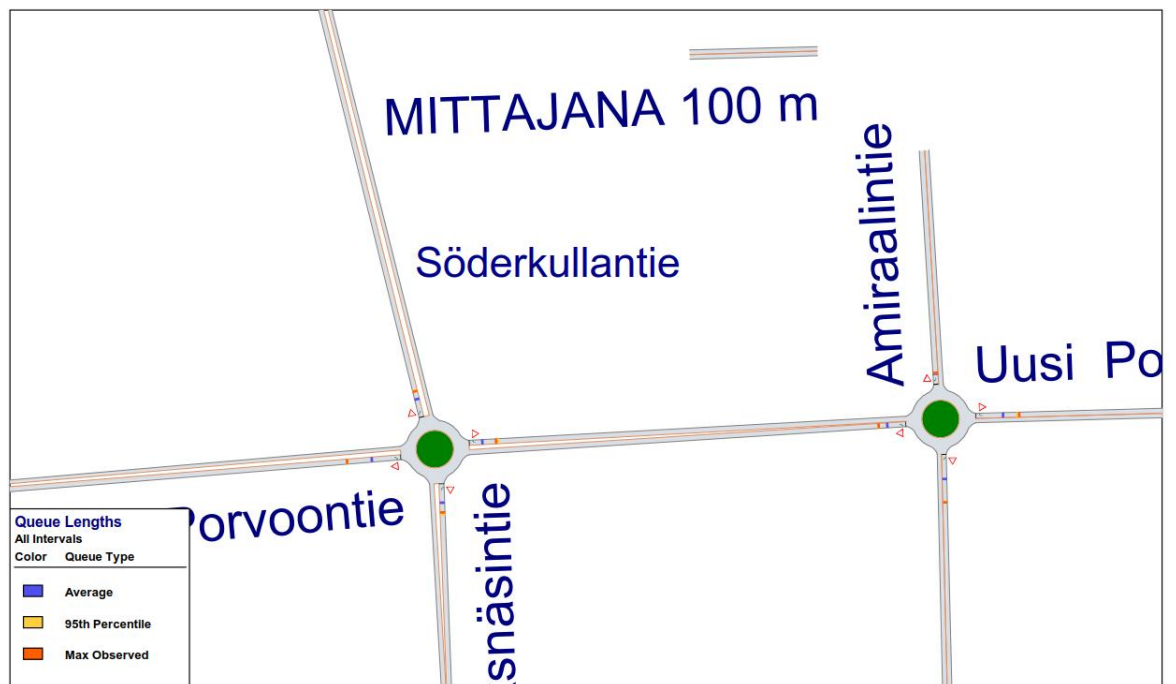 MITTAJANA 100 m
Amiraalintie
Söderkullantie
Uusi Po
Porvoontie
snäsintie
Queue Lengths
All Intervals
Color Queue Type
Average
95th Percentile
Max Observed